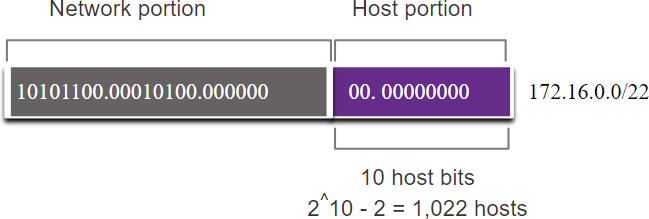 Network portion Host portion
10101100.00010100.000000 00. 00000000 172.16.0.0/22
10 host bits
2^10 - 2 = 1,022 hosts